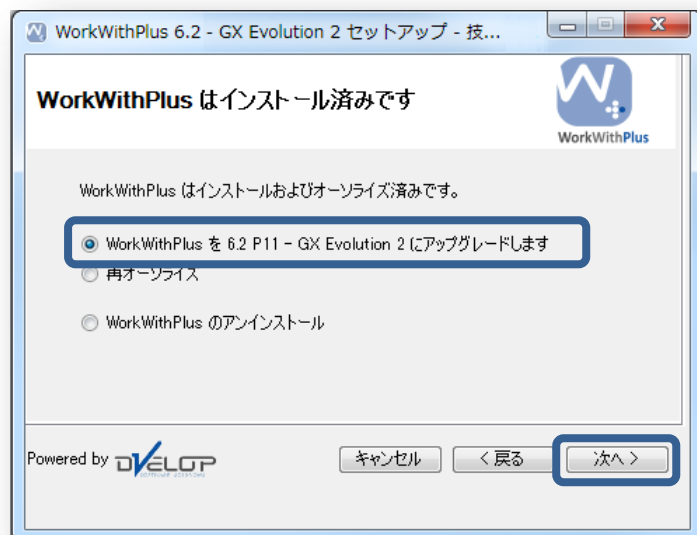 WorkWithPlus 6.2 - GX Evolution 2 セットアップ - 技...
WorkWithPlus はインストール済みです
WorkWithPlus
WorkWithPlus はインストールおよびオーソライズ済みです。
WorkWithPlus を 6.2 P11 - GX Evolution 2 にアップグレードします
再オーソライズ
WorkWithPlus のアンインストール
Powered by DVELOP
SOFTWARE SOLUTIONS
キャンセル
< 戻る
次へ >